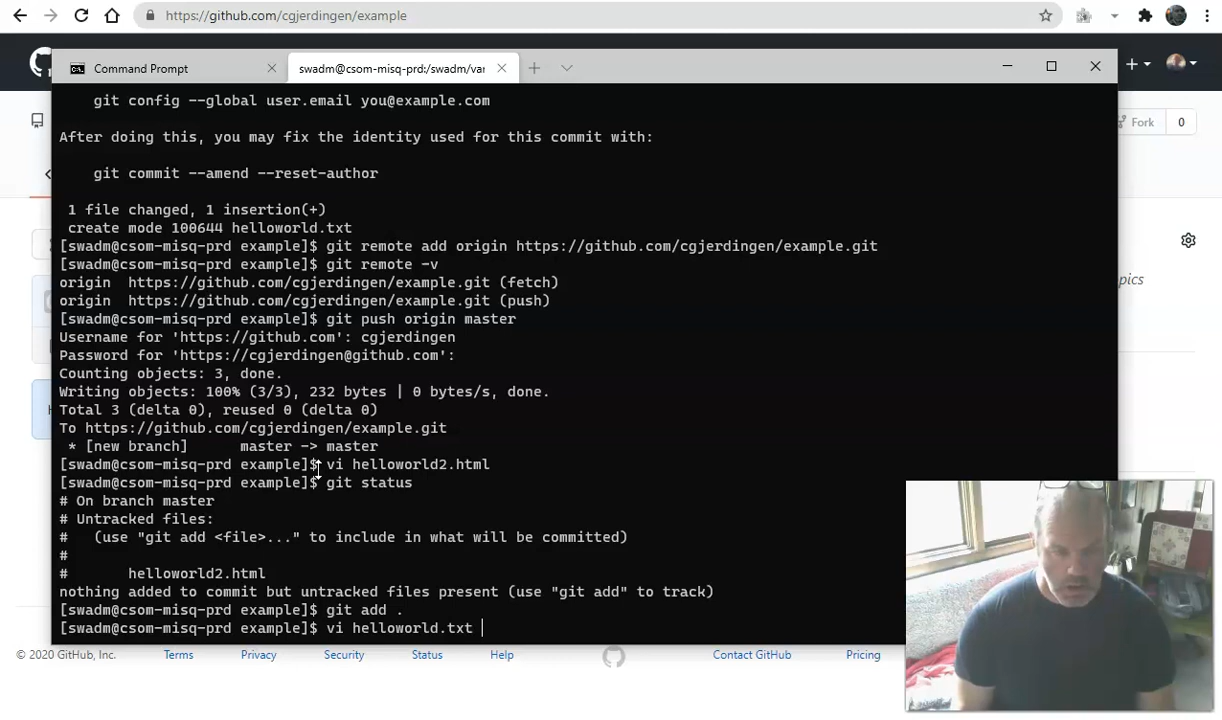 https://github.com/cgjerdingen/example
Command Prompt
swadm@csom-misq-prd:/swadm/var
git config --global user.email you@example.com
After doing this, you may fix the identity used for this commit with:
git commit --amend --reset-author
1 file changed, 1 insertion(+)
create mode 100644 helloworld.txt
[swadm@csom-misq-prd example]$ git remote add origin https://github.com/cgjerdingen/example.git
[swadm@csom-misq-prd example]$ git remote -v
origin  https://github.com/cgjerdingen/example.git (fetch)
origin  https://github.com/cgjerdingen/example.git (push)
[swadm@csom-misq-prd example]$ git push origin master
Username for 'https://github.com': cgjerdingen
Password for 'https://cgjerdingen@github.com':
Counting objects: 3, done.
Writing objects: 100% (3/3), 232 bytes | 0 bytes/s, done.
Total 3 (delta 0), reused 0 (delta 0)
To https://github.com/cgjerdingen/example.git
* [new branch]      master -> master
[swadm@csom-misq-prd example]$ vi helloworld2.html
[swadm@csom-misq-prd example]$ git status
# On branch master
# Untracked files:
#   (use "git add <file>..." to include in what will be committed)
#
#       helloworld2.html
nothing added to commit but untracked files present (use "git add" to track)
[swadm@csom-misq-prd example]$ git add .
[swadm@csom-misq-prd example]$ vi helloworld.txt
Fork 0
pics
© 2020 GitHub, Inc. Terms Privacy Security Status Help Contact GitHub Pricing